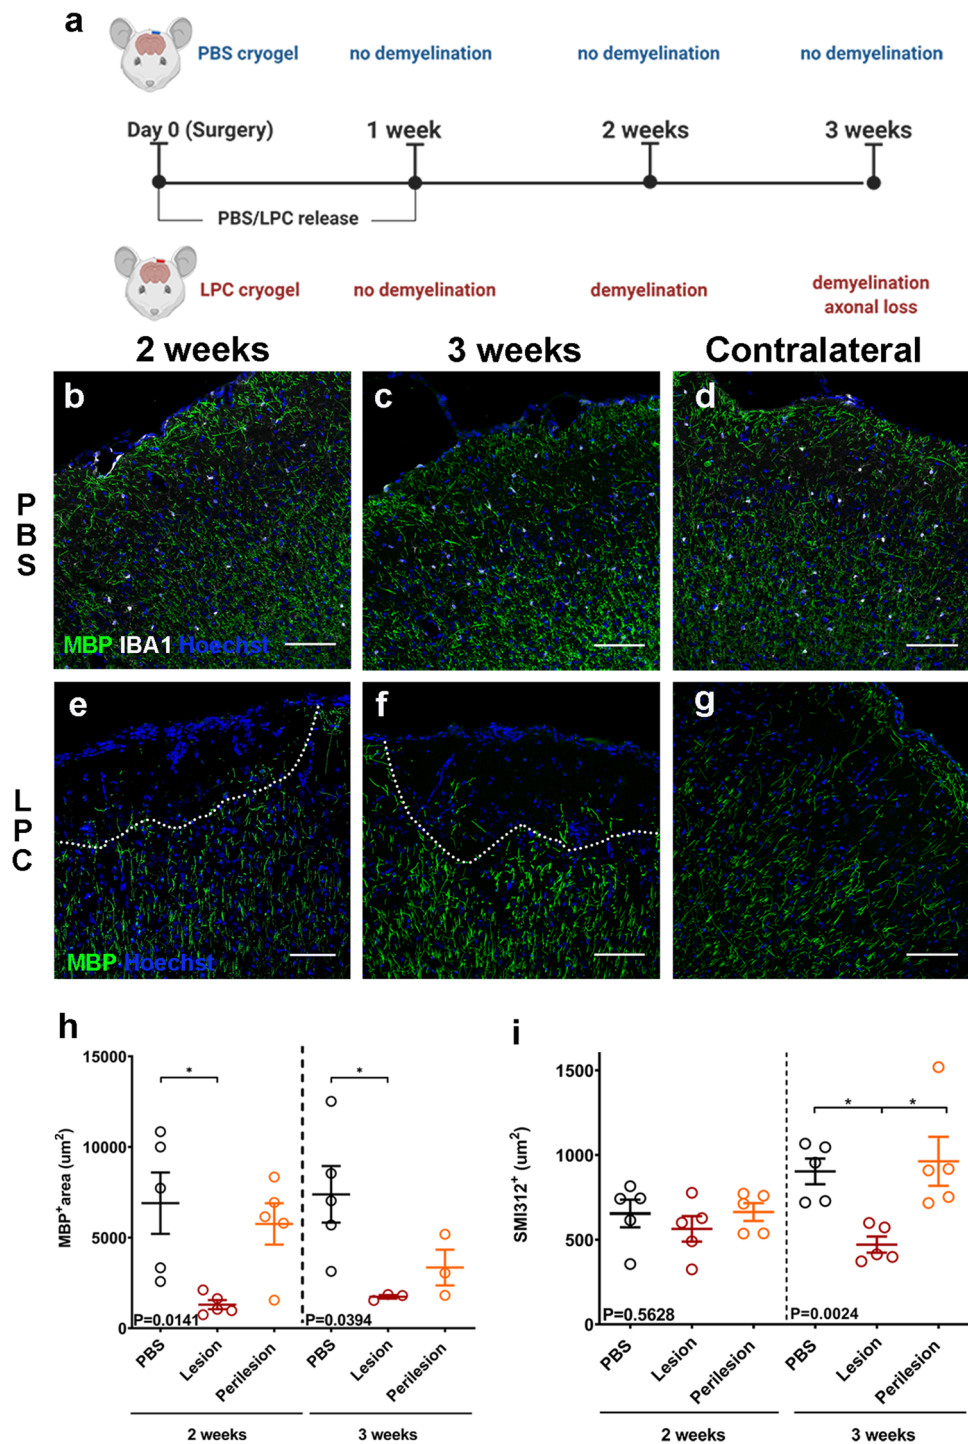 a
PBS cryogel no demyelination no demyelination no demyelination
Day 0 (Surgery) 1 week 2 weeks 3 weeks
PBS/LPC release
LPC cryogel no demyelination demyelination demyelination
axonal loss
2 weeks 3 weeks Contralateral
b c d
P
B
S
MBP IBA1 Hoechst
e f g
L
P
C
MBP Hoechst
h
15000
10000
5000
0
MBP⁺area (um²)
* *
P=0.0141 P=0.0394
PBS Lesion Perilesion PBS Lesion Perilesion
2 weeks 3 weeks
i
1500
1000
500
0
SMI312⁺ (um²)
* *
P=0.5628 P=0.0024
PBS Lesion Perilesion PBS Lesion Perilesion
2 weeks 3 weeks